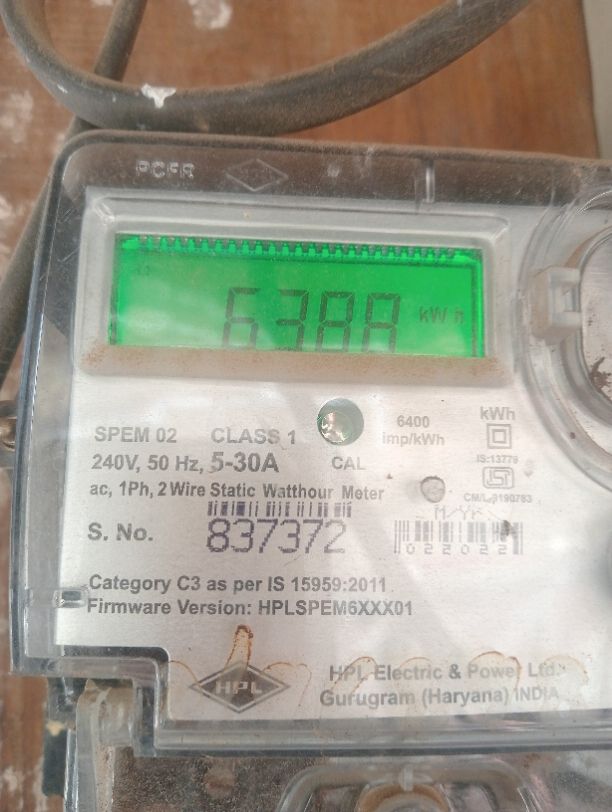 6388 kWh
SPEM 02 CLASS 1
6400 imp/kWh
kWh
240V, 50 Hz, 5-30A
CAL
IS:13779
ac, 1Ph, 2 Wire Static Watthour Meter
CM/L-9190783
M/YR
S. No. 837372
022022
Category C3 as per IS 15959:2011
Firmware Version: HPLSPEM6XXX01
HPL
HPL Electric & Power Ltd.
Gurugram (Haryana) INDIA